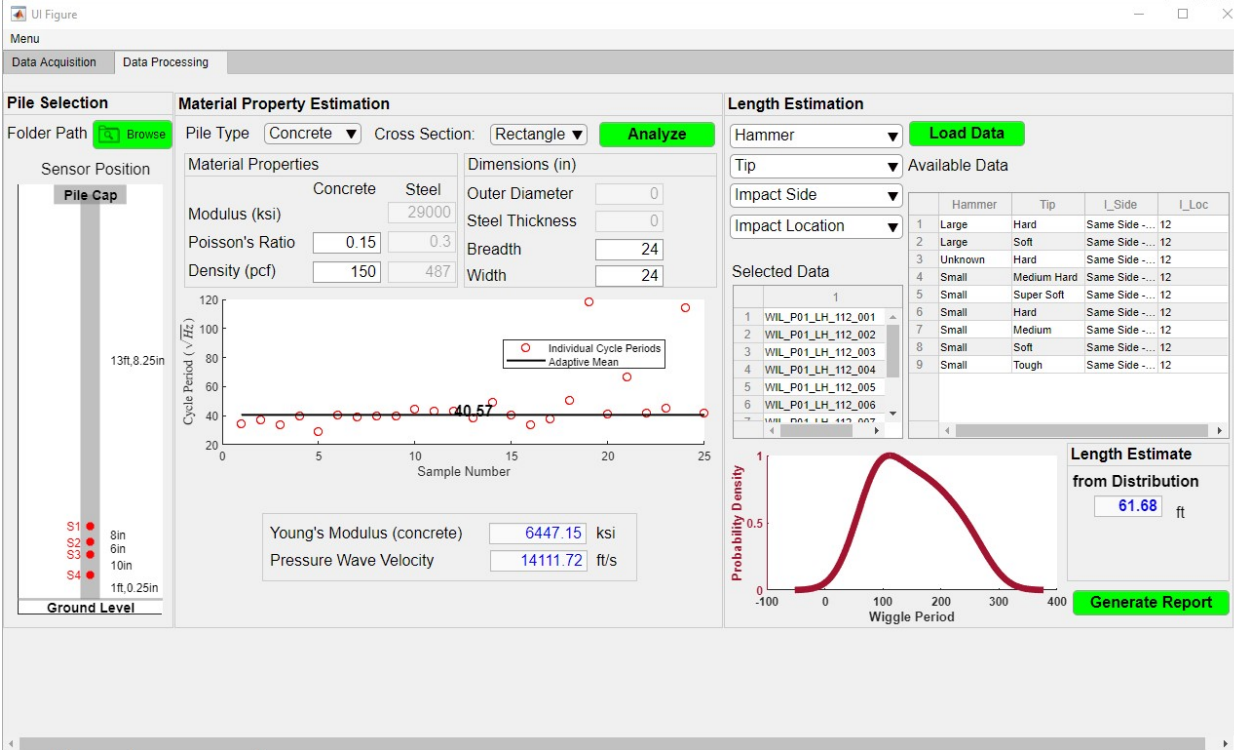 UI Figure
Menu
Data Acquisition Data Processing
Pile Selection
Folder Path Browse
Sensor Position
Pile Cap
13ft,8.25in
S1
8in
S2
6in
S3
10in
S4
1ft,0.25in
Ground Level
Material Property Estimation
Pile Type Concrete Cross Section: Rectangle Analyze
Material Properties
Concrete Steel
Modulus (ksi) 29000
Poisson's Ratio 0.15 0.3
Density (pcf) 150 487
Dimensions (in)
Outer Diameter 0
Steel Thickness 0
Breadth 24
Width 24
Cycle Period (√Hz)
120
100
80
60
40
20
Individual Cycle Periods
Adaptive Mean
40.57
0 5 10 15 20 25
Sample Number
Young's Modulus (concrete) 6447.15 ksi
Pressure Wave Velocity 14111.72 ft/s
Length Estimation
Hammer
Tip
Impact Side
Impact Location
Load Data
Available Data
Hammer Tip I_Side I_Loc
1 Large Hard Same Side -... 12
2 Large Soft Same Side -... 12
3 Unknown Hard Same Side -... 12
4 Small Medium Hard Same Side -... 12
5 Small Super Soft Same Side -... 12
6 Small Hard Same Side -... 12
7 Small Medium Same Side -... 12
8 Small Soft Same Side -... 12
9 Small Tough Same Side -... 12
Selected Data
1
1 WIL_P01_LH_112_001
2 WIL_P01_LH_112_002
3 WIL_P01_LH_112_003
4 WIL_P01_LH_112_004
5 WIL_P01_LH_112_005
6 WIL_P01_LH_112_006
7 WIL_P01_LH_112_007
Probability Density
1
0.5
0
-100 0 100 200 300 400
Wiggle Period
Length Estimate
from Distribution
61.68 ft
Generate Report